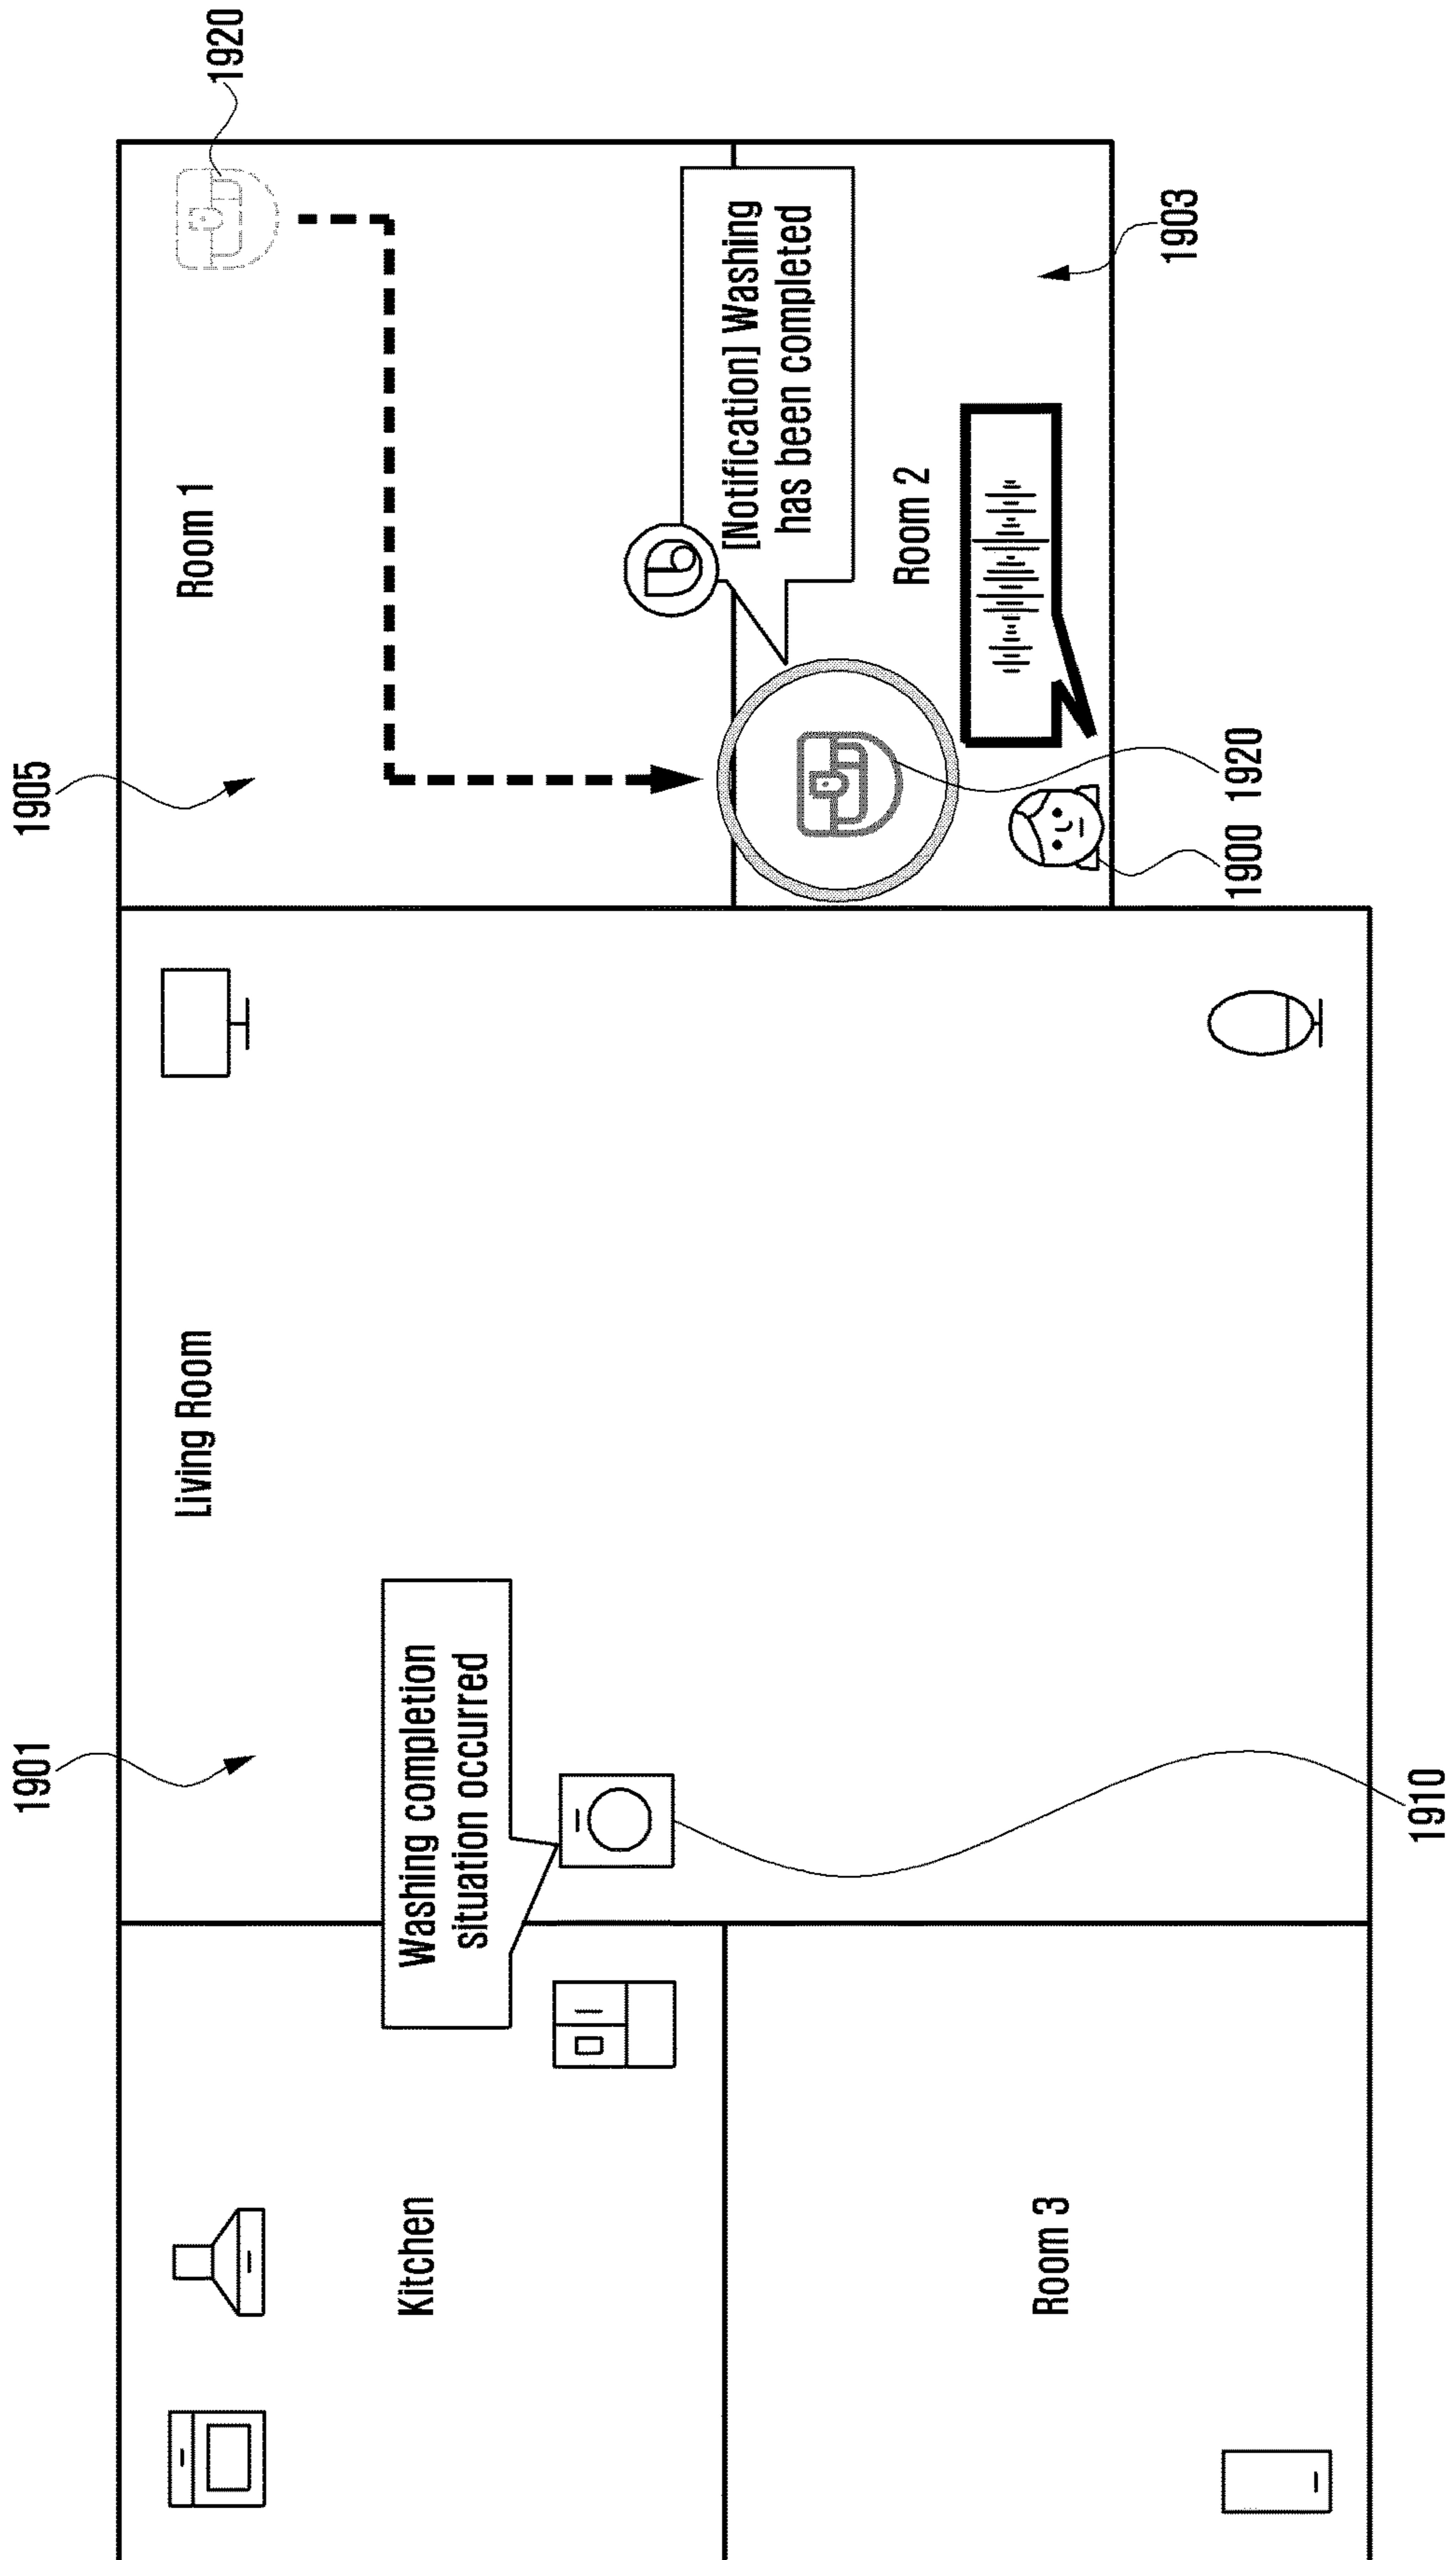 1901
1905
1920
Kitchen
Living Room
Room 1
Washing completion
situation occurred
[Notification] Washing
has been completed
Room 2
Room 3
1900
1920
1903
1910